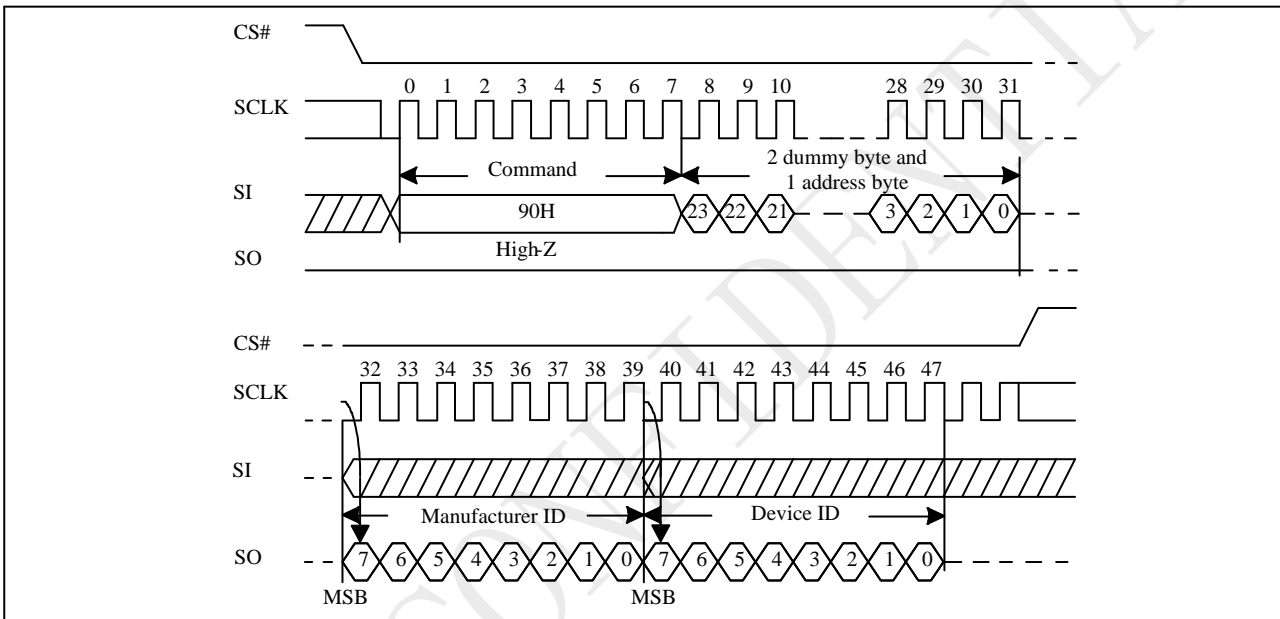 CS#
0 1 2 3 4 5 6 7 8 9 10 28 29 30 31
SCLK
Command
2 dummy byte and
1 address byte
SI
90H
23 22 21 3 2 1 0
High-Z
SO
CS#
32 33 34 35 36 37 38 39 40 41 42 43 44 45 46 47
SCLK
SI
Manufacturer ID
Device ID
SO
7 6 5 4 3 2 1 0 7 6 5 4 3 2 1 0
MSB MSB
CONFIDENTIA